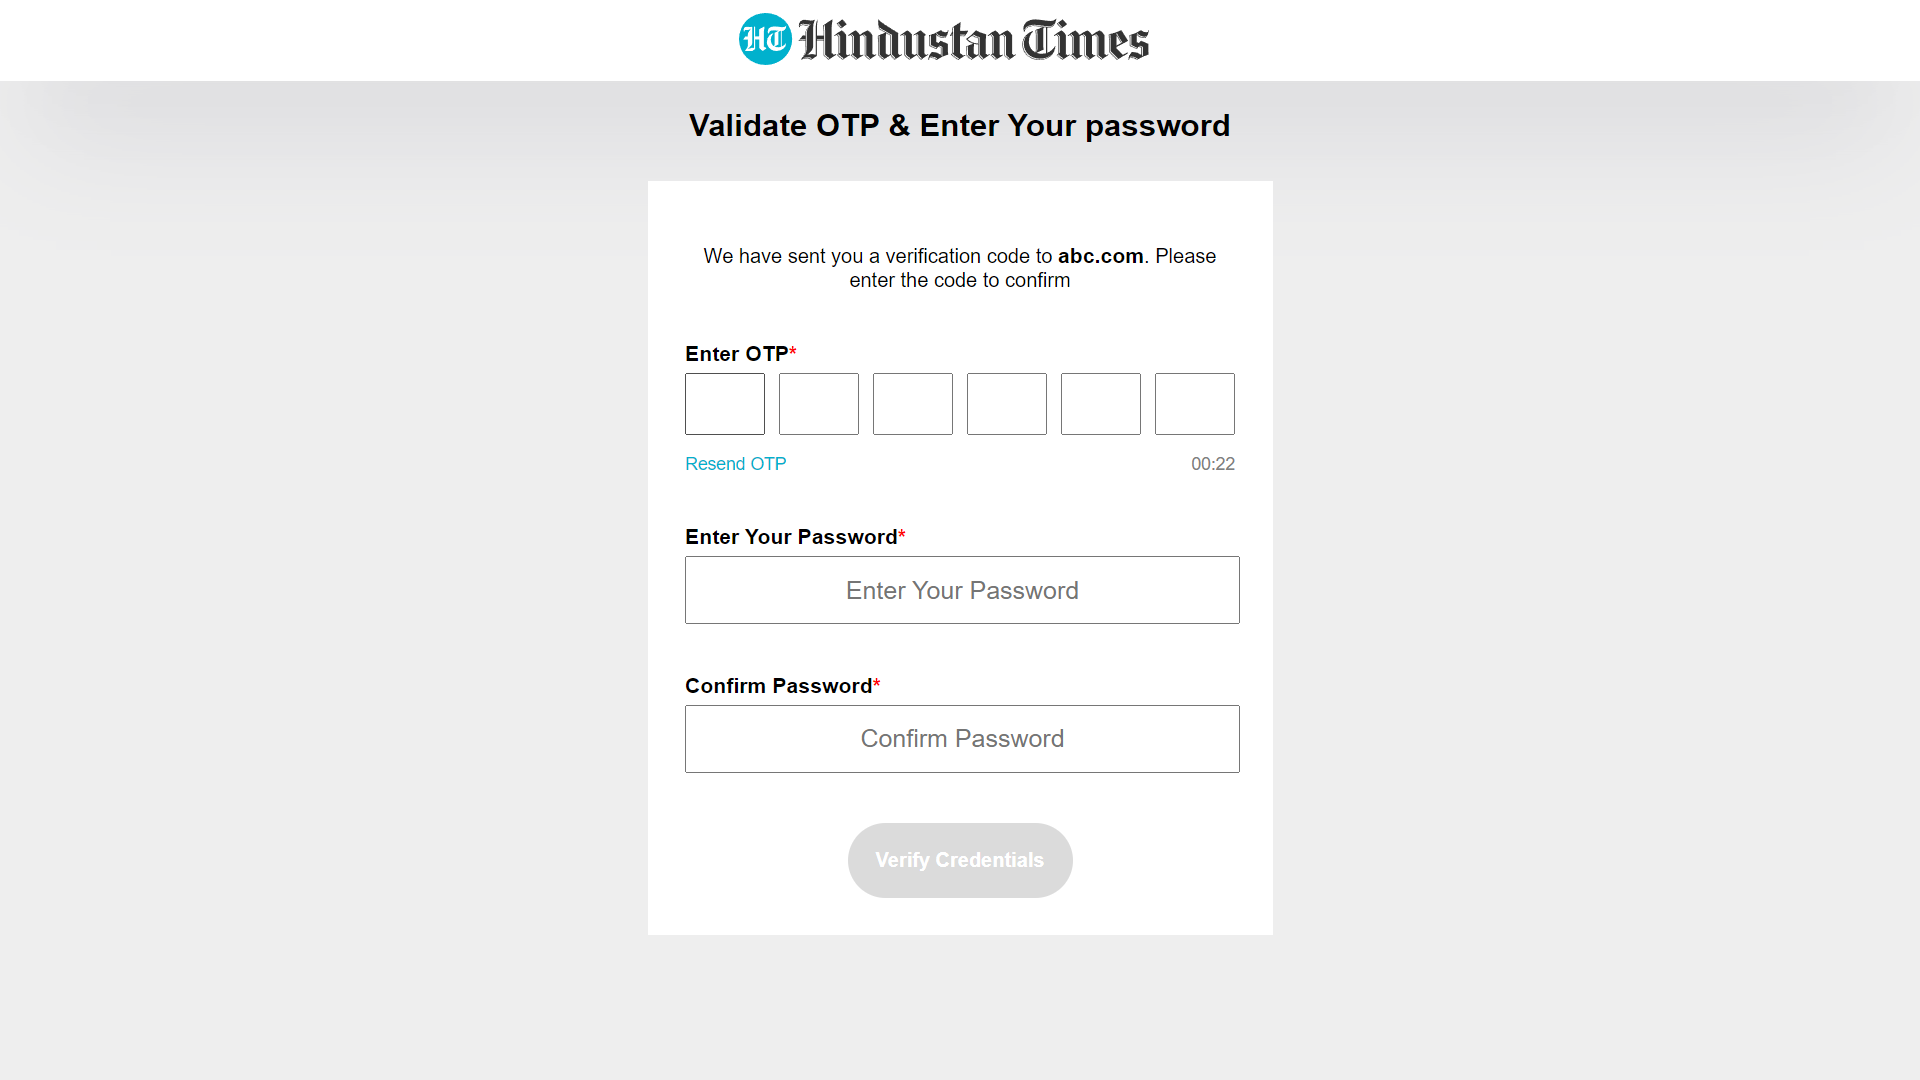 HT Hindustan Times
Validate OTP & Enter Your password
We have sent you a verification code to abc.com. Please
enter the code to confirm
Enter OTP*
Resend OTP 00:22
Enter Your Password*
Enter Your Password
Confirm Password*
Confirm Password
Verify Credentials